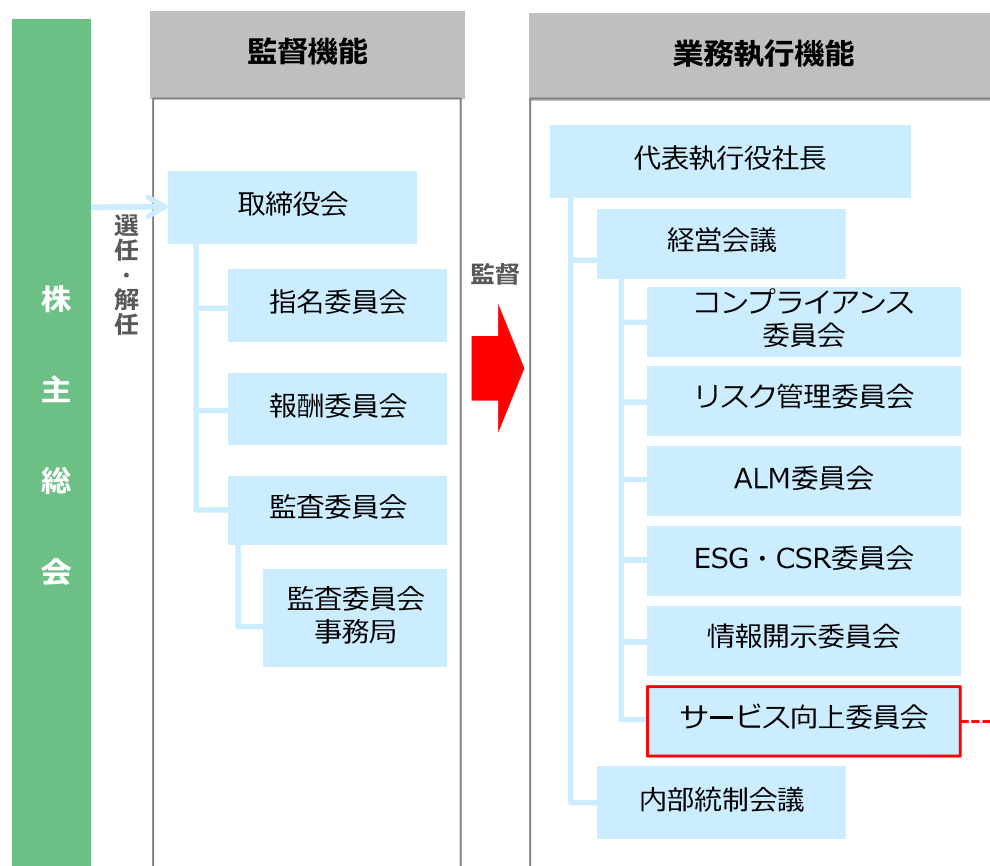 株主総会
選任・解任
監督機能
取締役会
指名委員会
報酬委員会
監査委員会
監査委員会
事務局
監督
業務執行機能
代表執行役社長
経営会議
コンプライアンス
委員会
リスク管理委員会
ALM委員会
ESG・CSR委員会
情報開示委員会
サービス向上委員会
内部統制会議